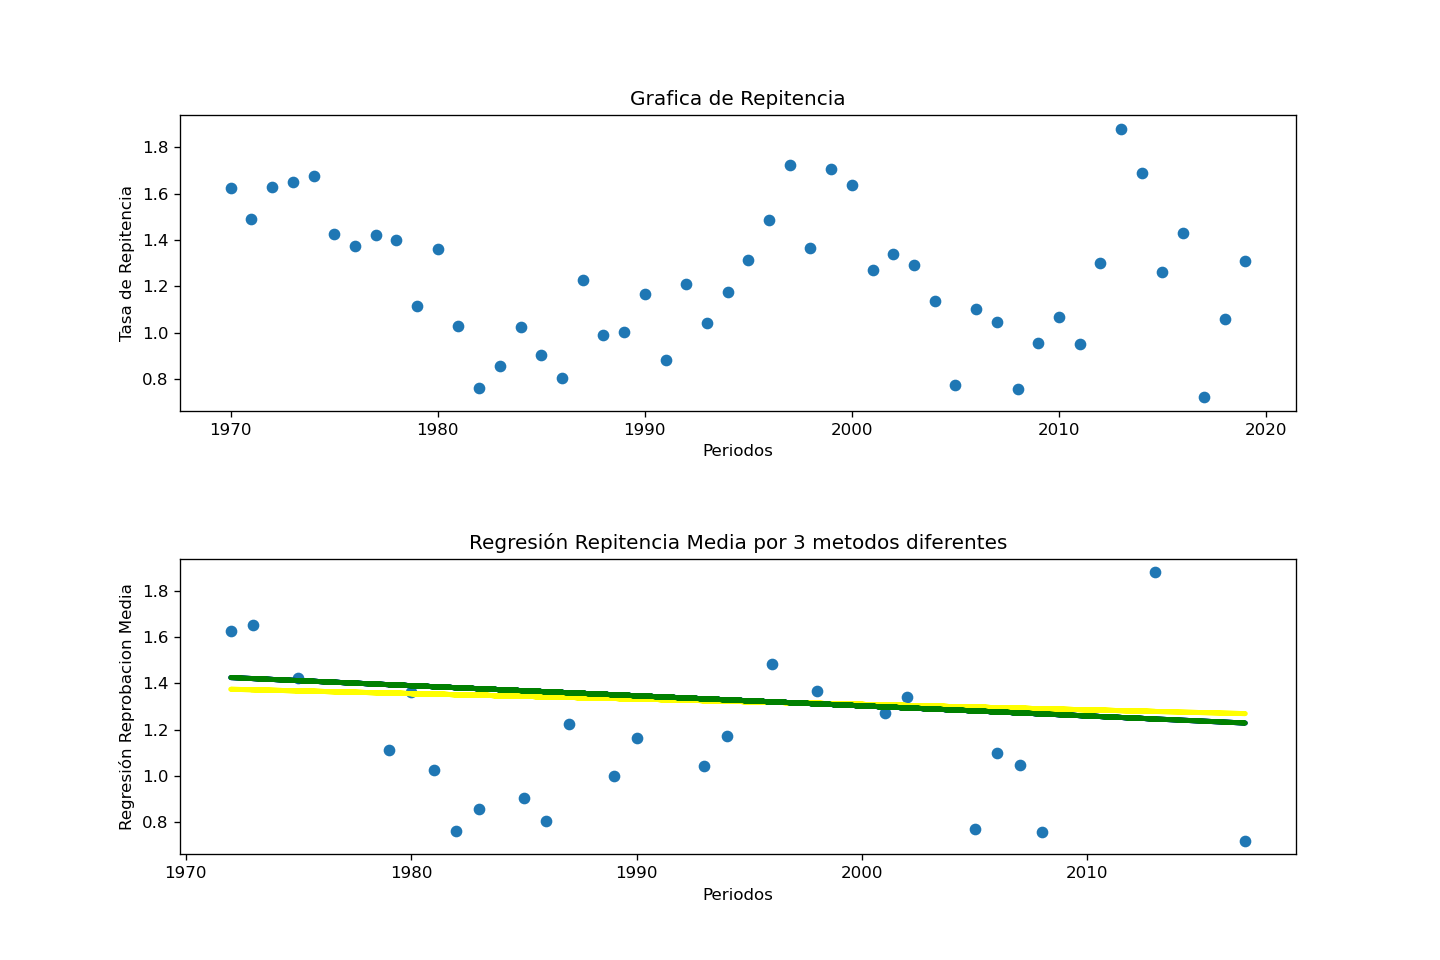 Grafica de Repitencia
Tasa de Repitencia
1.8
1.6
1.4
1.2
1.0
0.8
1970 1980 1990 2000 2010 2020
Periodos
Regresión Repitencia Media por 3 metodos diferentes
Regresión Reprobacion Media
1.8
1.6
1.4
1.2
1.0
0.8
1970 1980 1990 2000 2010
Periodos